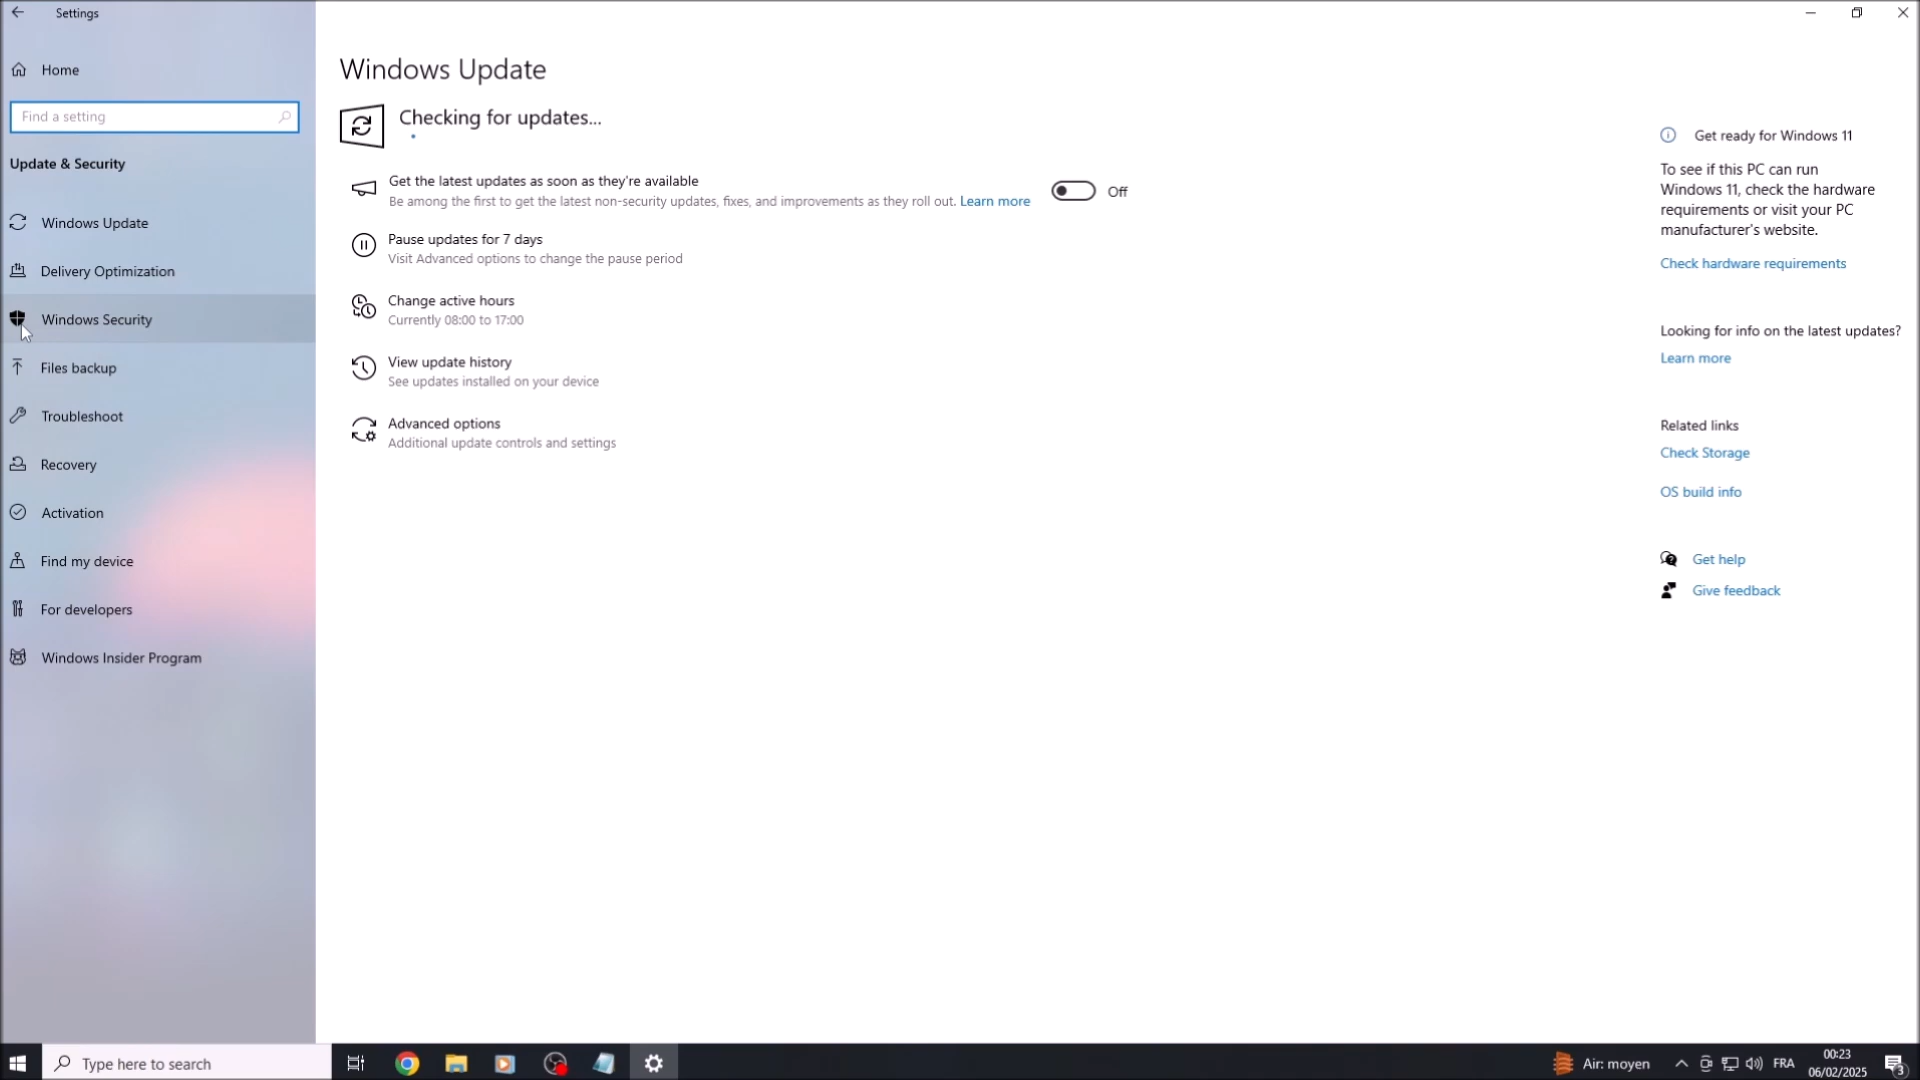 Settings
Home
Find a setting
Update & Security
Windows Update
Delivery Optimization
Windows Security
Files backup
Troubleshoot
Recovery
Activation
Find my device
For developers
Windows Insider Program
Windows Update
Checking for updates...
Get the latest updates as soon as they're available
Be among the first to get the latest non-security updates, fixes, and improvements as they roll out. Learn more
Off
Pause updates for 7 days
Visit Advanced options to change the pause period
Change active hours
Currently 08:00 to 17:00
View update history
See updates installed on your device
Advanced options
Additional update controls and settings
Get ready for Windows 11
To see if this PC can run
Windows 11, check the hardware
requirements or visit your PC
manufacturer's website.
Check hardware requirements
Looking for info on the latest updates?
Learn more
Related links
Check Storage
OS build info
Get help
Give feedback
Type here to search
Air: moyen
FRA
00:23
06/02/2025
3